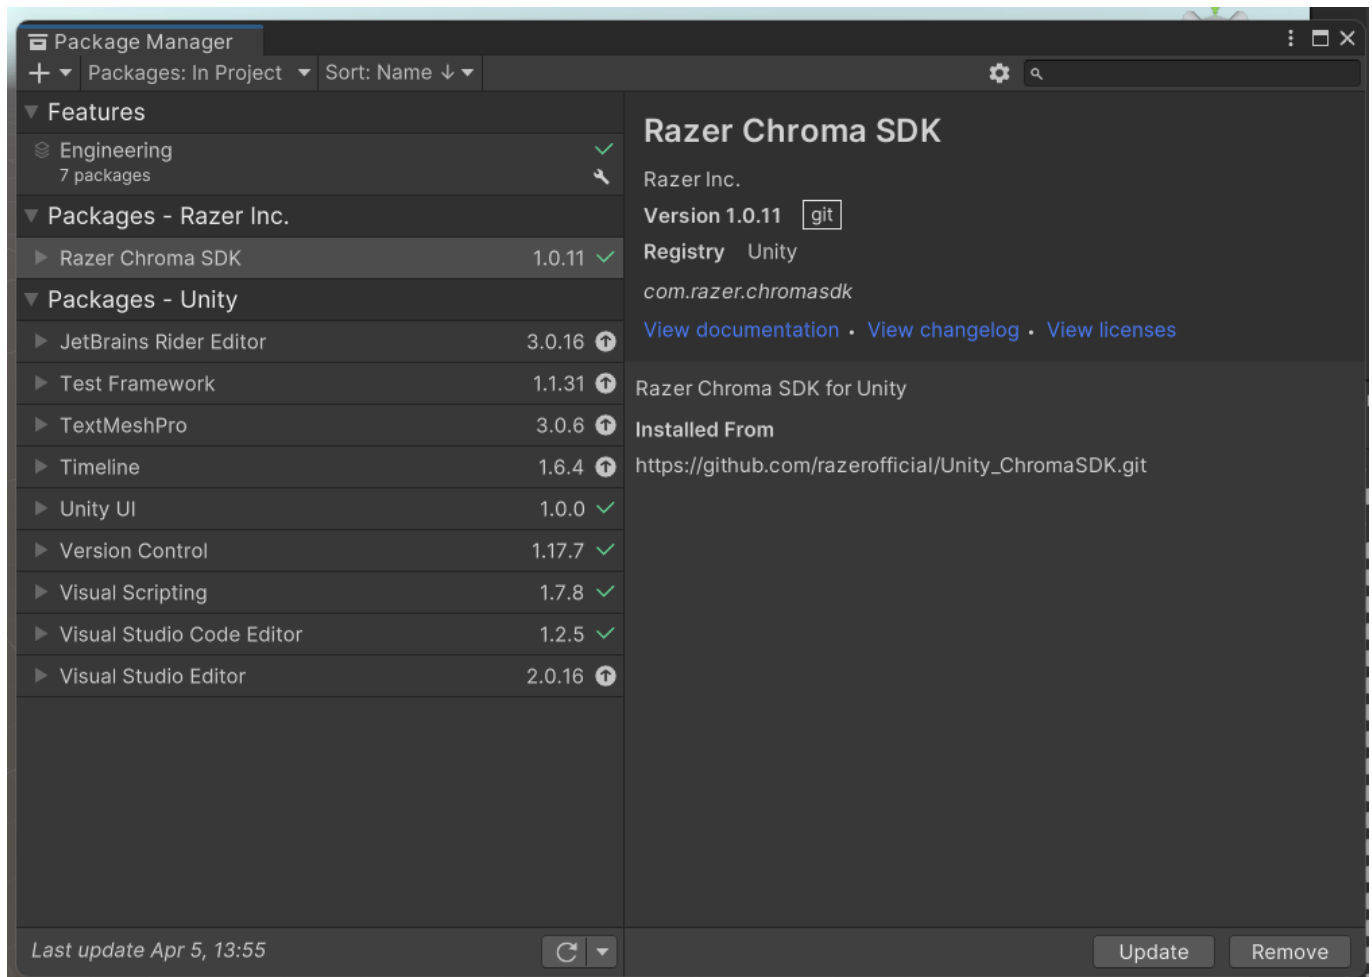 Package Manager
Packages: In Project
Sort: Name ↓
Features
Engineering
7 packages
Packages - Razer Inc.
Razer Chroma SDK 1.0.11
Packages - Unity
JetBrains Rider Editor 3.0.16
Test Framework 1.1.31
TextMeshPro 3.0.6
Timeline 1.6.4
Unity UI 1.0.0
Version Control 1.17.7
Visual Scripting 1.7.8
Visual Studio Code Editor 1.2.5
Visual Studio Editor 2.0.16
Last update Apr 5, 13:55
Razer Chroma SDK
Razer Inc.
Version 1.0.11 git
Registry Unity
com.razer.chromasdk
View documentation • View changelog • View licenses
Razer Chroma SDK for Unity
Installed From
https://github.com/razerofficial/Unity_ChromaSDK.git
Update Remove